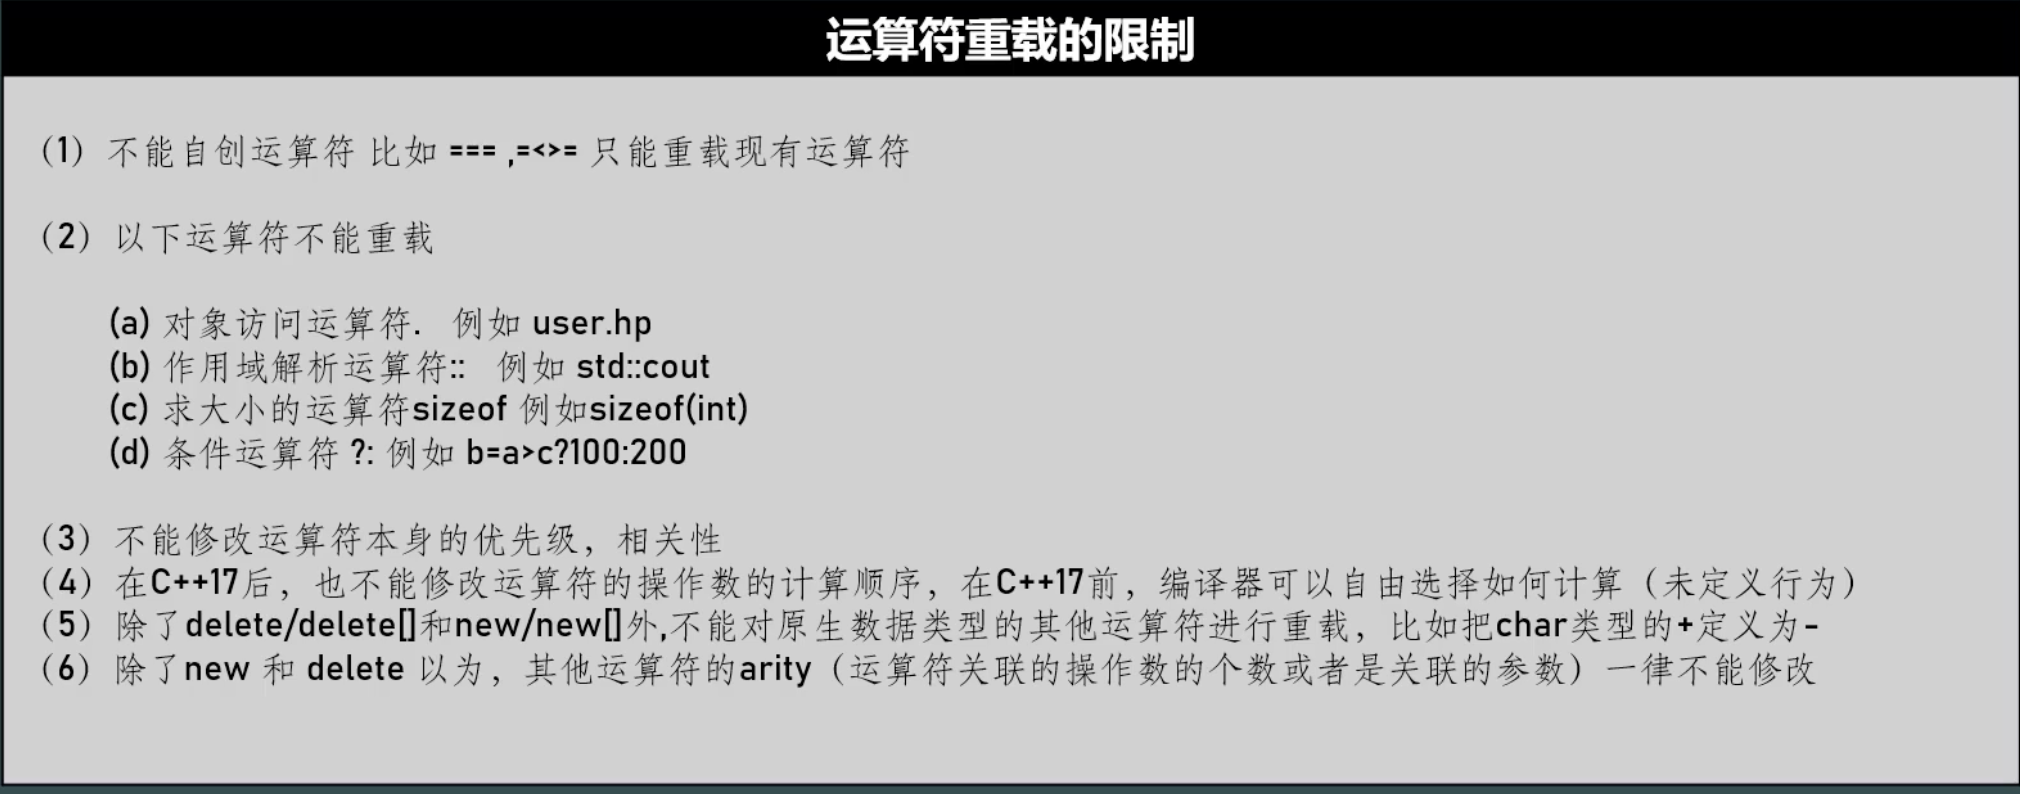 运算符重载的限制
（1）不能自创运算符 比如 === ,=<>= 只能重载现有运算符
（2）以下运算符不能重载
(a) 对象访问运算符. 例如 user.hp
(b) 作用域解析运算符:: 例如 std::cout
(c) 求大小的运算符sizeof 例如sizeof(int)
(d) 条件运算符 ?: 例如 b=a>c?100:200
（3）不能修改运算符本身的优先级，相关性
（4）在C++17后，也不能修改运算符的操作数的计算顺序，在C++17前，编译器可以自由选择如何计算（未定义行为）
（5）除了delete/delete[]和new/new[]外,不能对原生数据类型的其他运算符进行重载，比如把char类型的+定义为-
（6）除了new 和 delete 以为，其他运算符的arity（运算符关联的操作数的个数或者是关联的参数）一律不能修改